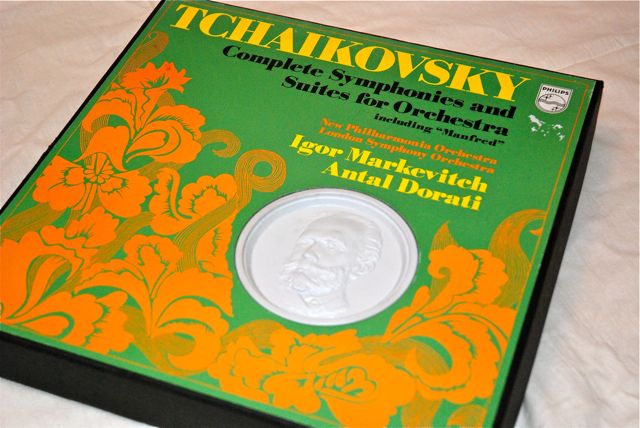 TCHAIKOVSKY
Complete Symphonies and
Suites for Orchestra
including "Manfred"
New Philharmonia Orchestra
London Symphony Orchestra
Igor Markevitch
Antal Dorati
PHILIPS